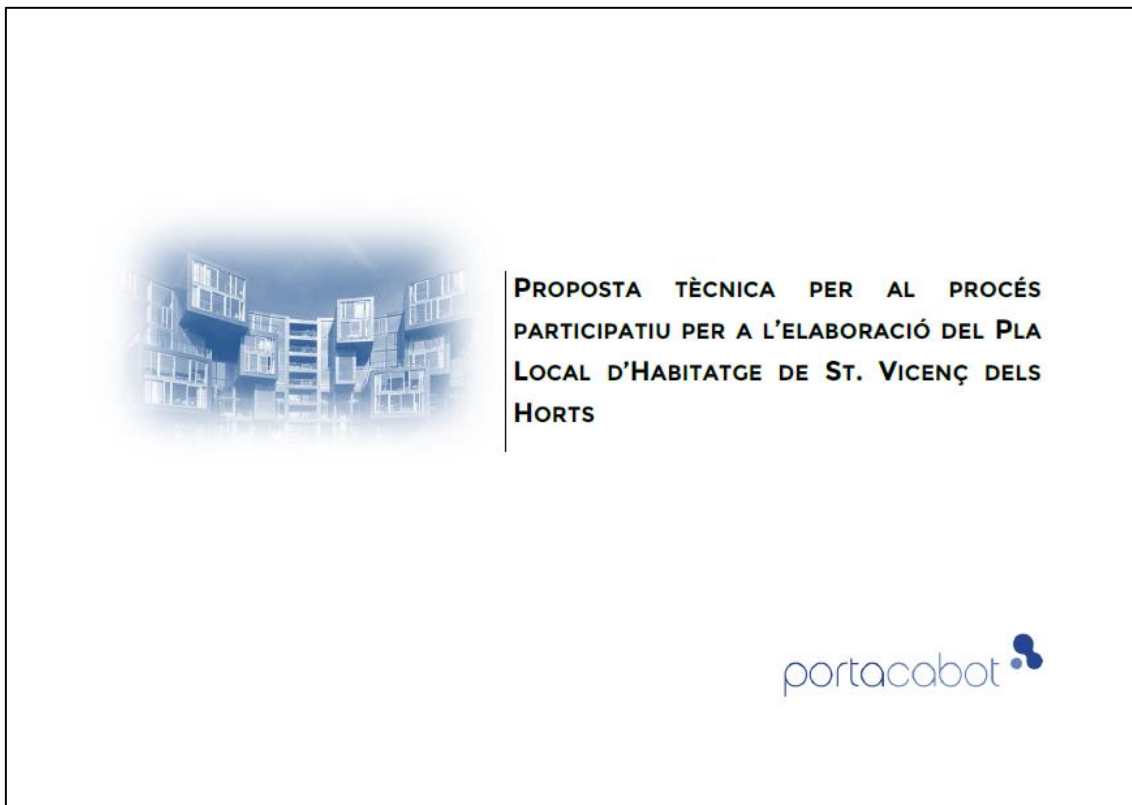 PROPOSTA TÈCNICA PER AL PROCÉS
PARTICIPATIU PER A L'ELABORACIÓ DEL PLA
LOCAL D'HABITATGE DE ST. VICENÇ DELS
HORTS
portacabot